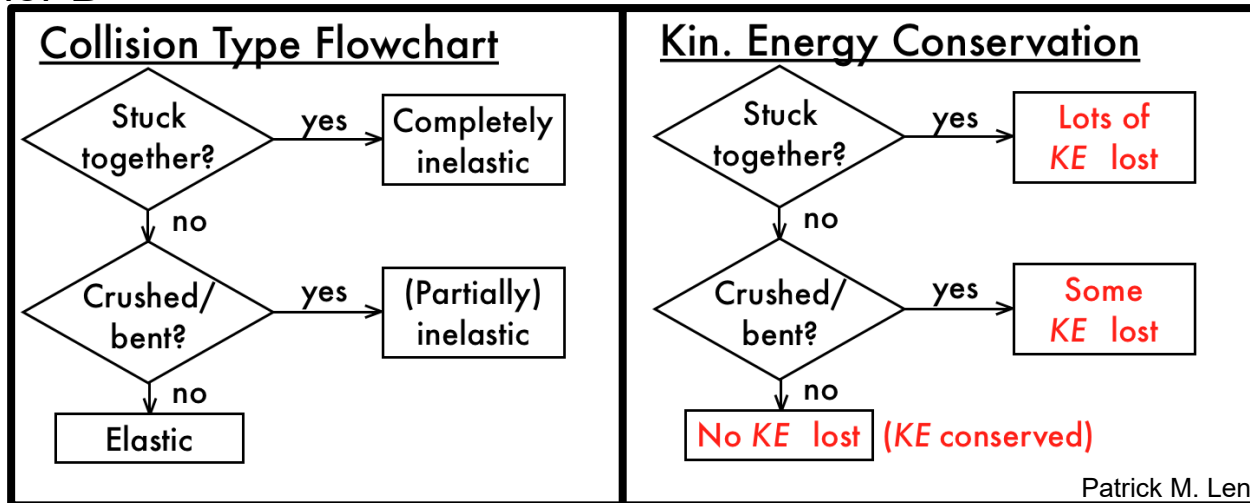 Collision Type Flowchart
Stuck
together?
yes
Completely
inelastic
no
Crushed/
bent?
yes
(Partially)
inelastic
no
Elastic
Kin. Energy Conservation
Stuck
together?
yes
Lots of
KE lost
no
Crushed/
bent?
yes
Some
KE lost
no
No KE lost (KE conserved)
Patrick M. Len